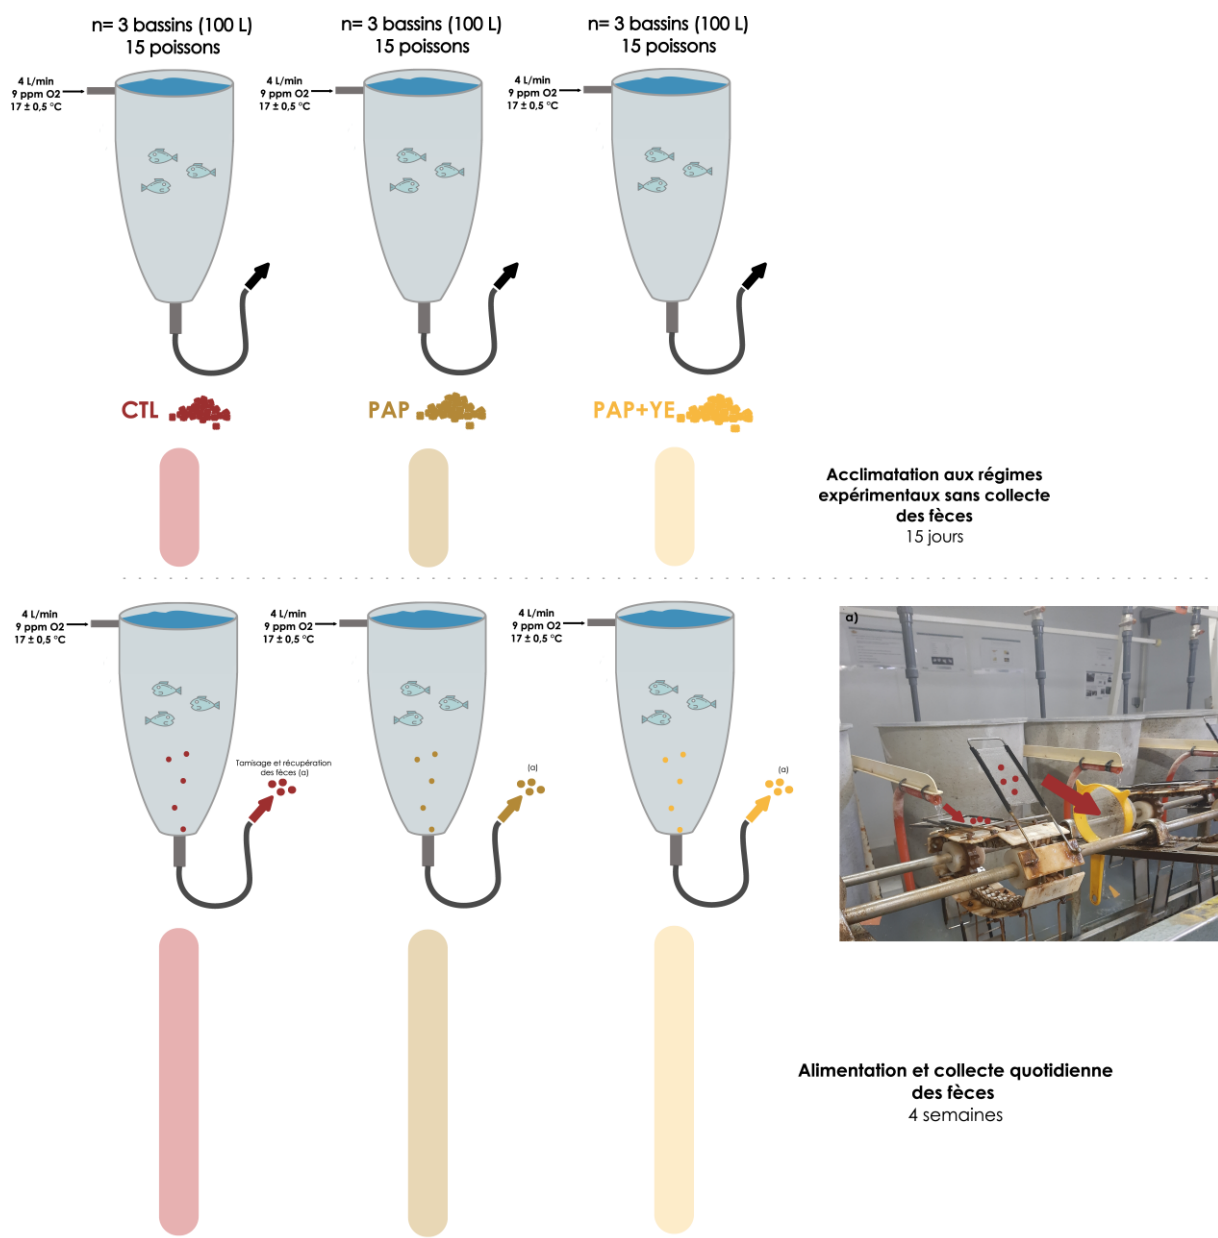 n= 3 bassins (100 L)
15 poissons
n= 3 bassins (100 L)
15 poissons
n= 3 bassins (100 L)
15 poissons
4 L/min
9 ppm O2
17 ± 0,5 °C
4 L/min
9 ppm O2
17 ± 0,5 °C
4 L/min
9 ppm O2
17 ± 0,5 °C
CTL
PAP
PAP+YE
Acclimatation aux régimes
expérimentaux sans collecte
des fèces
15 jours
4 L/min
9 ppm O2
17 ± 0,5 °C
4 L/min
9 ppm O2
17 ± 0,5 °C
4 L/min
9 ppm O2
17 ± 0,5 °C
Tamisage et récupération
des fèces (a)
(a)
(a)
a)
Alimentation et collecte quotidienne
des fèces
4 semaines